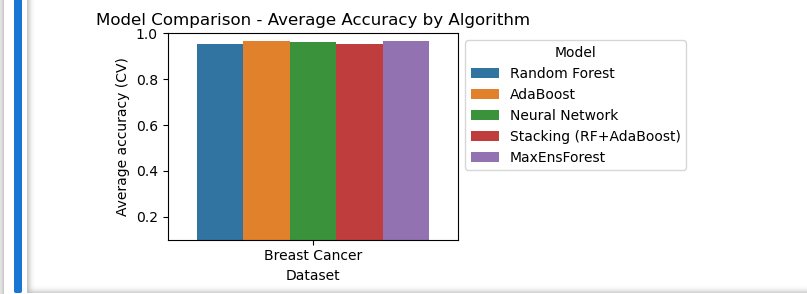 Model Comparison - Average Accuracy by Algorithm
Average accuracy (CV)
1.0
0.8
0.6
0.4
0.2
Breast Cancer
Dataset
Model
Random Forest
AdaBoost
Neural Network
Stacking (RF+AdaBoost)
MaxEnsForest